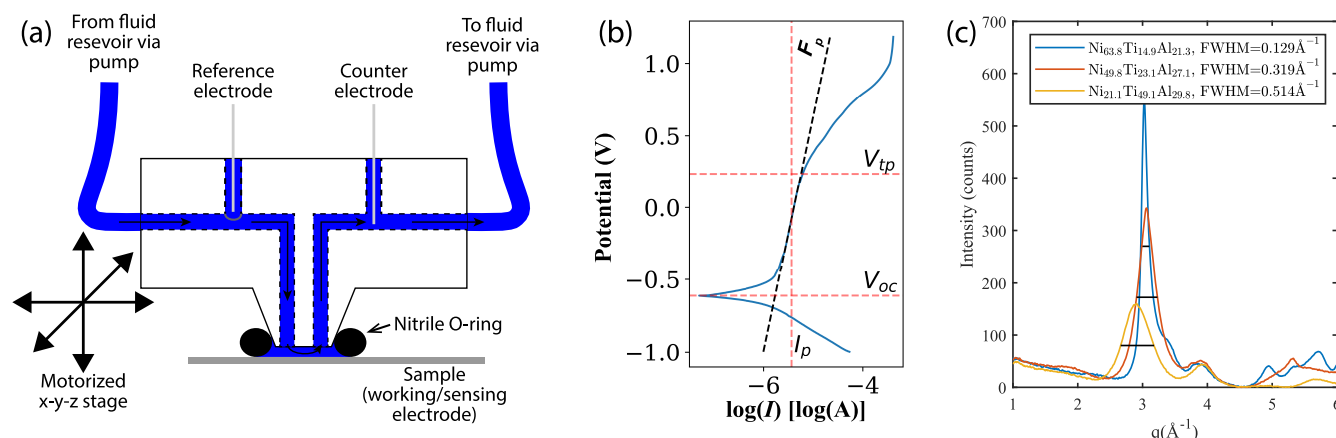 (a)
From fluid
resevoir via
pump
To fluid
resevoir via
pump
Reference
electrode
Counter
electrode
Nitrile O-ring
Motorized
x-y-z stage
Sample
(working/sensing
electrode)
(b)
F_p
1.0
0.5
0.0
−0.5
−1.0
Potential (V)
V_tp
V_oc
I_p
−6
−4
log(I) [log(A)]
(c)
700
600
500
400
300
200
100
0
Intensity (counts)
Ni63.8Ti14.9Al21.3, FWHM=0.129Å⁻¹
Ni49.8Ti23.1Al27.1, FWHM=0.319Å⁻¹
Ni21.1Ti49.1Al29.8, FWHM=0.514Å⁻¹
1 2 3 4 5 6
q(Å⁻¹)